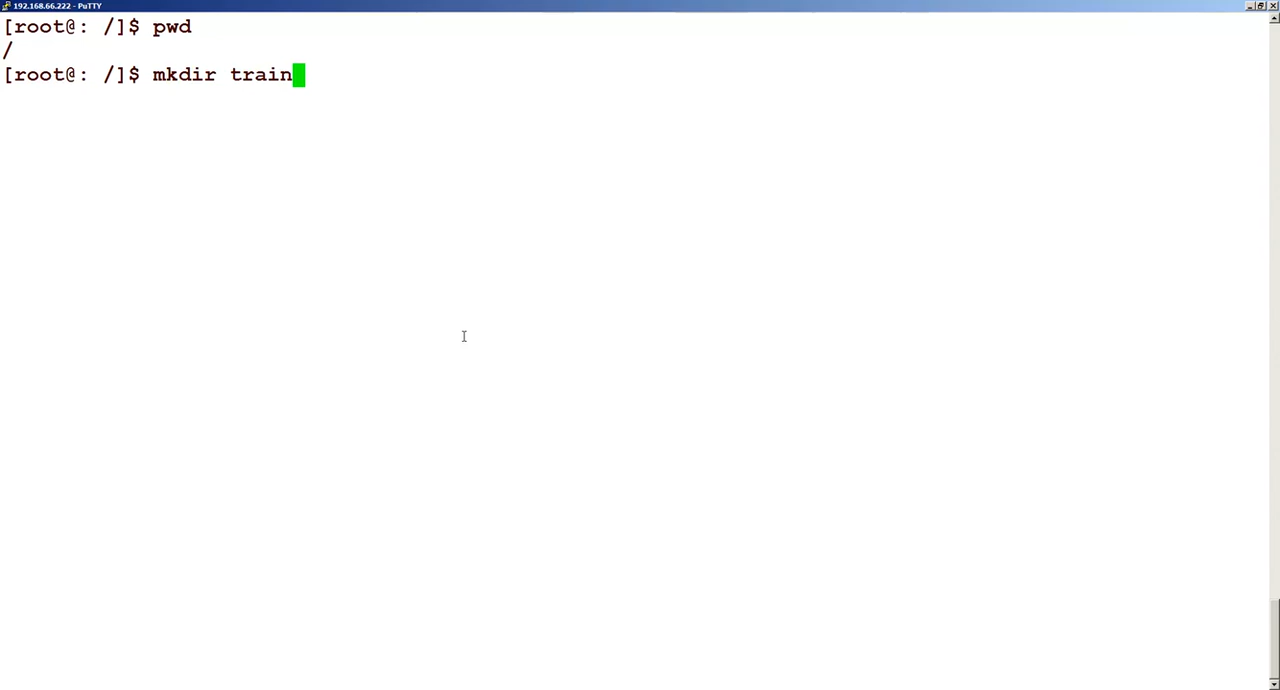 192.168.66.222 - PuTTY
[root@: /]$ pwd
/
[root@: /]$ mkdir train